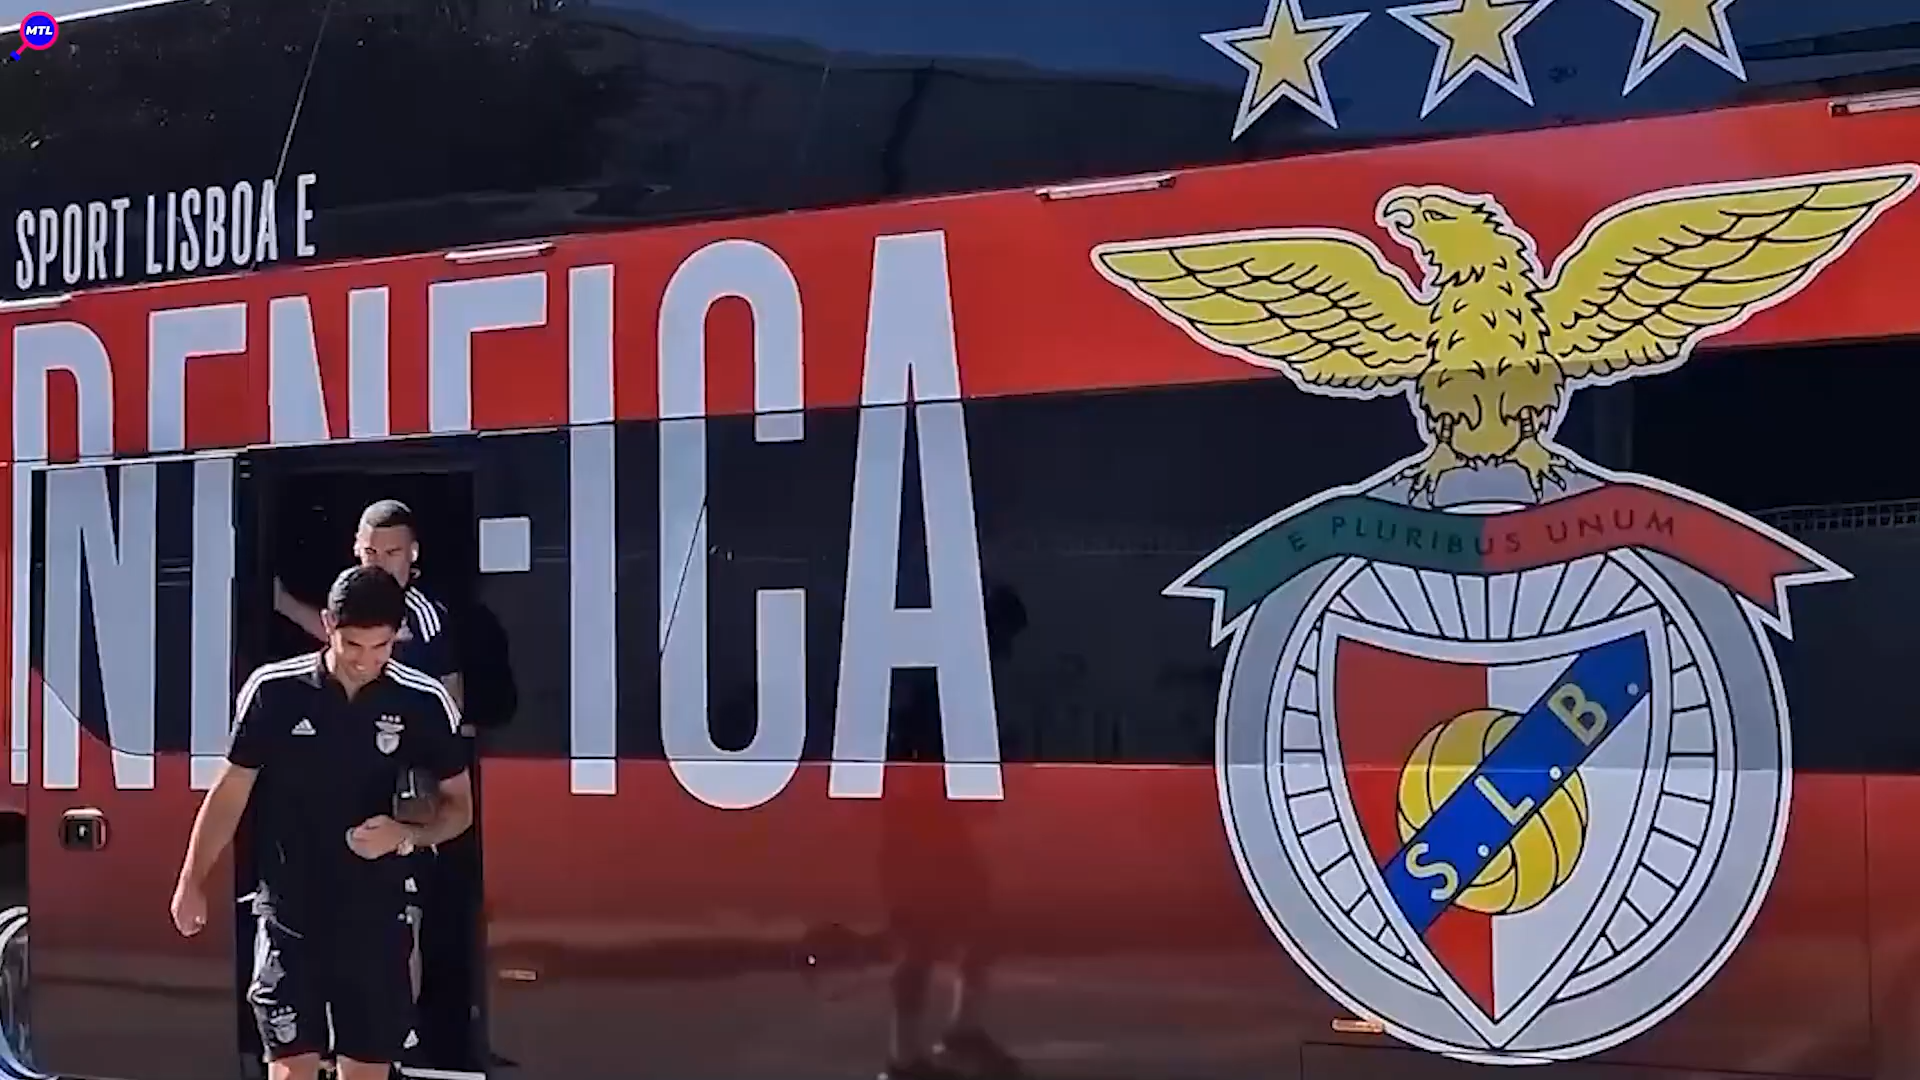 MTL
SPORT LISBOA E
BENFICA
E PLURIBUS UNUM
S.L.B.